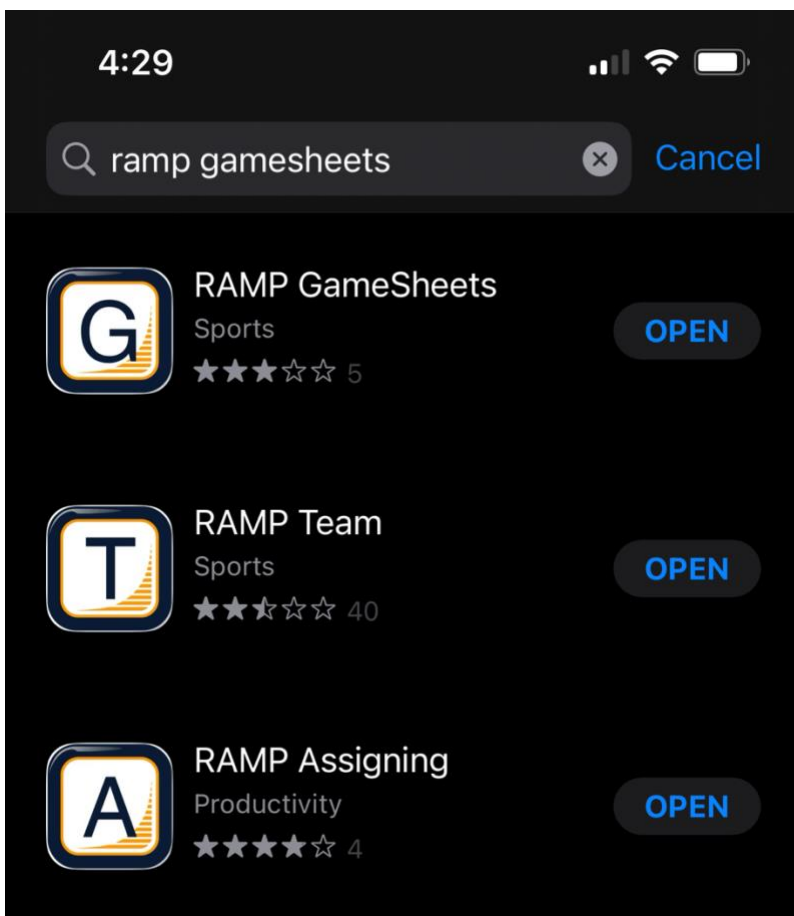 4:29
ramp gamesheets
Cancel
G
RAMP GameSheets
Sports
5
OPEN
T
RAMP Team
Sports
40
OPEN
A
RAMP Assigning
Productivity
4
OPEN